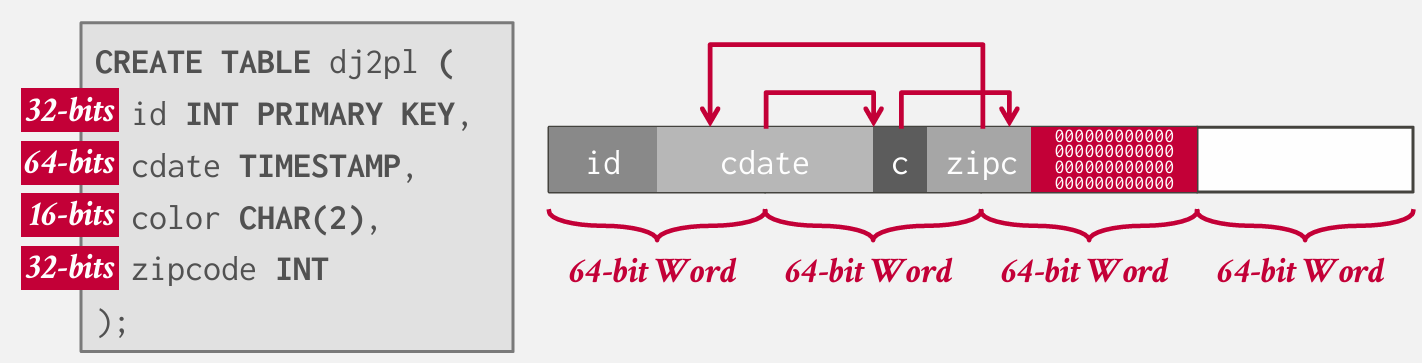 CREATE TABLE dj2pl (
32-bits id INT PRIMARY KEY,
64-bits cdate TIMESTAMP,
16-bits color CHAR(2),
32-bits zipcode INT
);
id cdate c zipc
000000000000
000000000000
000000000000
000000000000
64-bit Word 64-bit Word 64-bit Word 64-bit Word